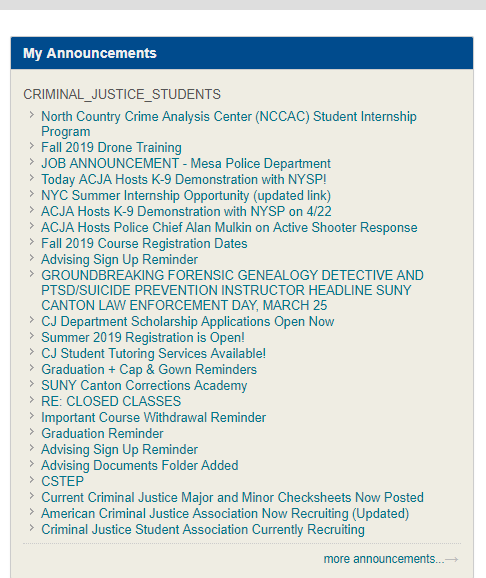 My Announcements
CRIMINAL_JUSTICE_STUDENTS
North Country Crime Analysis Center (NCCAC) Student Internship
Program
Fall 2019 Drone Training
JOB ANNOUNCEMENT - Mesa Police Department
Today ACJA Hosts K-9 Demonstration with NYSP!
NYC Summer Internship Opportunity (updated link)
ACJA Hosts K-9 Demonstration with NYSP on 4/22
ACJA Hosts Police Chief Alan Mulkin on Active Shooter Response
Fall 2019 Course Registration Dates
Advising Sign Up Reminder
GROUNDBREAKING FORENSIC GENEALOGY DETECTIVE AND
PTSD/SUICIDE PREVENTION INSTRUCTOR HEADLINE SUNY
CANTON LAW ENFORCEMENT DAY, MARCH 25
CJ Department Scholarship Applications Open Now
Summer 2019 Registration is Open!
CJ Student Tutoring Services Available!
Graduation + Cap & Gown Reminders
SUNY Canton Corrections Academy
RE: CLOSED CLASSES
Important Course Withdrawal Reminder
Graduation Reminder
Advising Sign Up Reminder
Advising Documents Folder Added
CSTEP
Current Criminal Justice Major and Minor Checksheets Now Posted
American Criminal Justice Association Now Recruiting (Updated)
Criminal Justice Student Association Currently Recruiting
more announcements...→